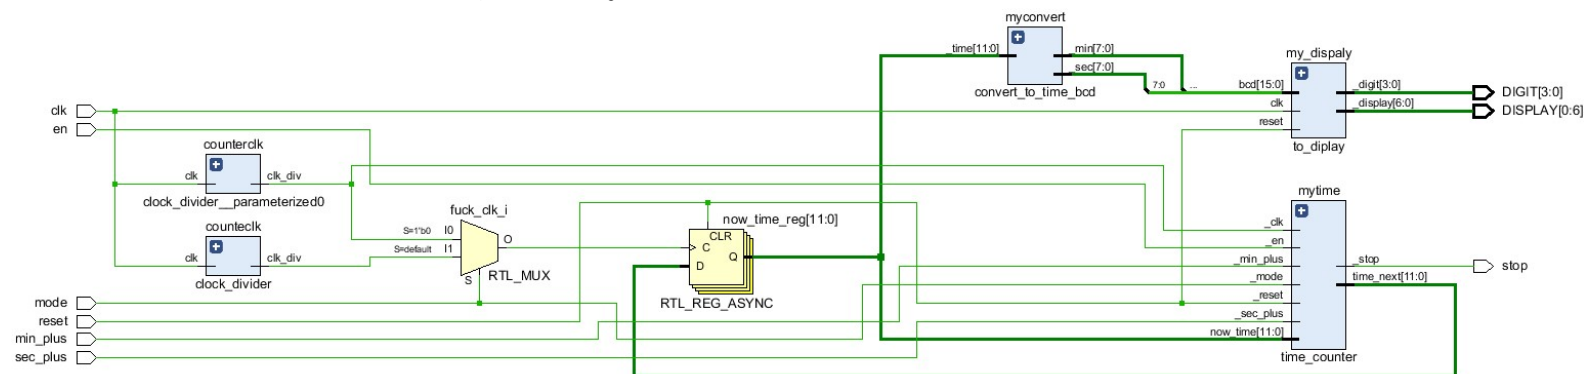 myconvert
_time[11:0]
_min[7:0]
_sec[7:0]
convert_to_time_bcd
7:0
...
my_dispaly
bcd[15:0]
clk
reset
_digit[3:0]
_display[6:0]
to_diplay
DIGIT[3:0]
DISPLAY[0:6]
clk
en
counterclk
clk
clk_div
clock_divider__parameterized0
counteclk
clk
clk_div
clock_divider
fuck_clk_i
S=1'b0
I0
S=default
I1
O
S
RTL_MUX
now_time_reg[11:0]
CLR
C
D
Q
RTL_REG_ASYNC
mytime
_clk
_en
_min_plus
_mode
_reset
_sec_plus
now_time[11:0]
_stop
time_next[11:0]
time_counter
stop
mode
reset
min_plus
sec_plus